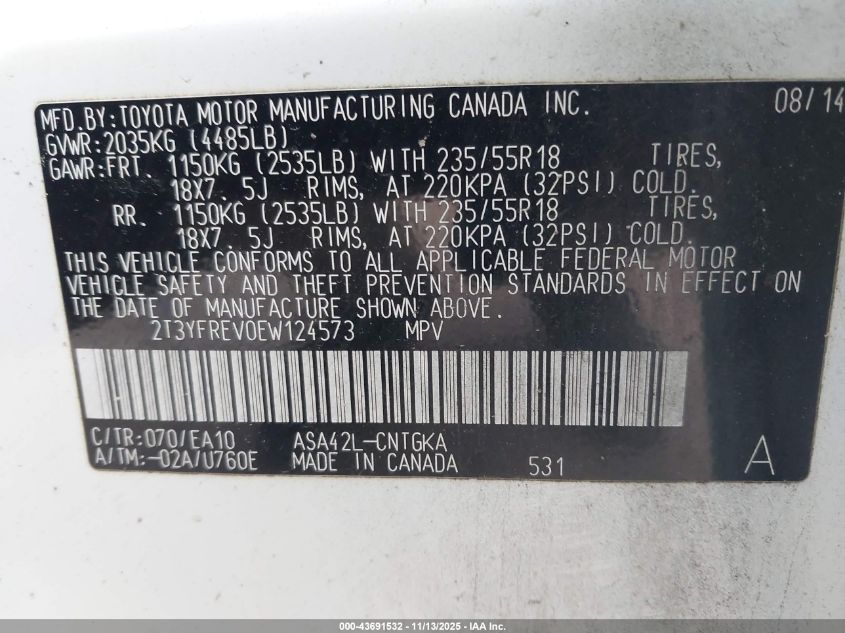 MFD.BY:TOYOTA MOTOR MANUFACTURING CANADA INC. 08/14
GVWR:2035KG (4485LB)
GAWR:FRT. 1150KG (2535LB) WITH 235/55R18 TIRES,
18X7.5J RIMS, AT 220KPA (32PSI) COLD.
RR. 1150KG (2535LB) WITH 235/55R18 TIRES,
18X7.5J RIMS, AT 220KPA (32PSI) COLD.
THIS VEHICLE CONFORMS TO ALL APPLICABLE FEDERAL MOTOR
VEHICLE SAFETY AND THEFT PREVENTION STANDARDS IN EFFECT ON
THE DATE OF MANUFACTURE SHOWN ABOVE.
2T3YFREV0EW124573 MPV
C/TR:070/EA10 ASA42L-CNTGKA
A/TM:-02A/U760E MADE IN CANADA 531 A
000-43691532 - 11/13/2025 - IAA Inc.